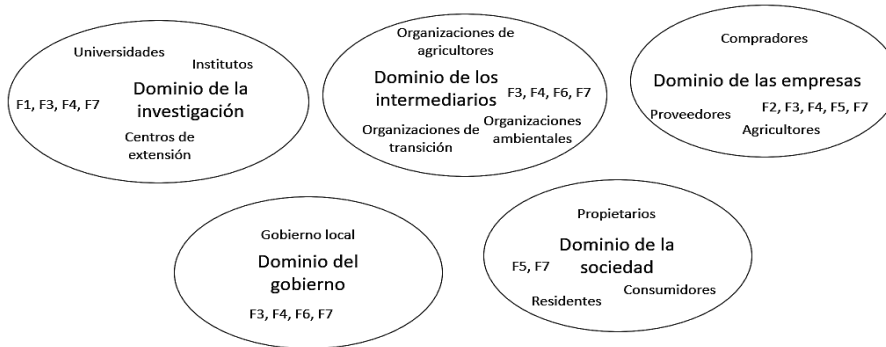 Universidades
Institutos
Dominio de la
investigación
F1, F3, F4, F7
Centros de
extensión
Organizaciones de
agricultores
Dominio de los
intermediarios
F3, F4, F6, F7
Organizaciones de
transición
Organizaciones
ambientales
Compradores
Dominio de las empresas
Proveedores
F2, F3, F4, F5, F7
Agricultores
Gobierno local
Dominio del
gobierno
F3, F4, F6, F7
Propietarios
Dominio de la
sociedad
F5, F7
Residentes
Consumidores